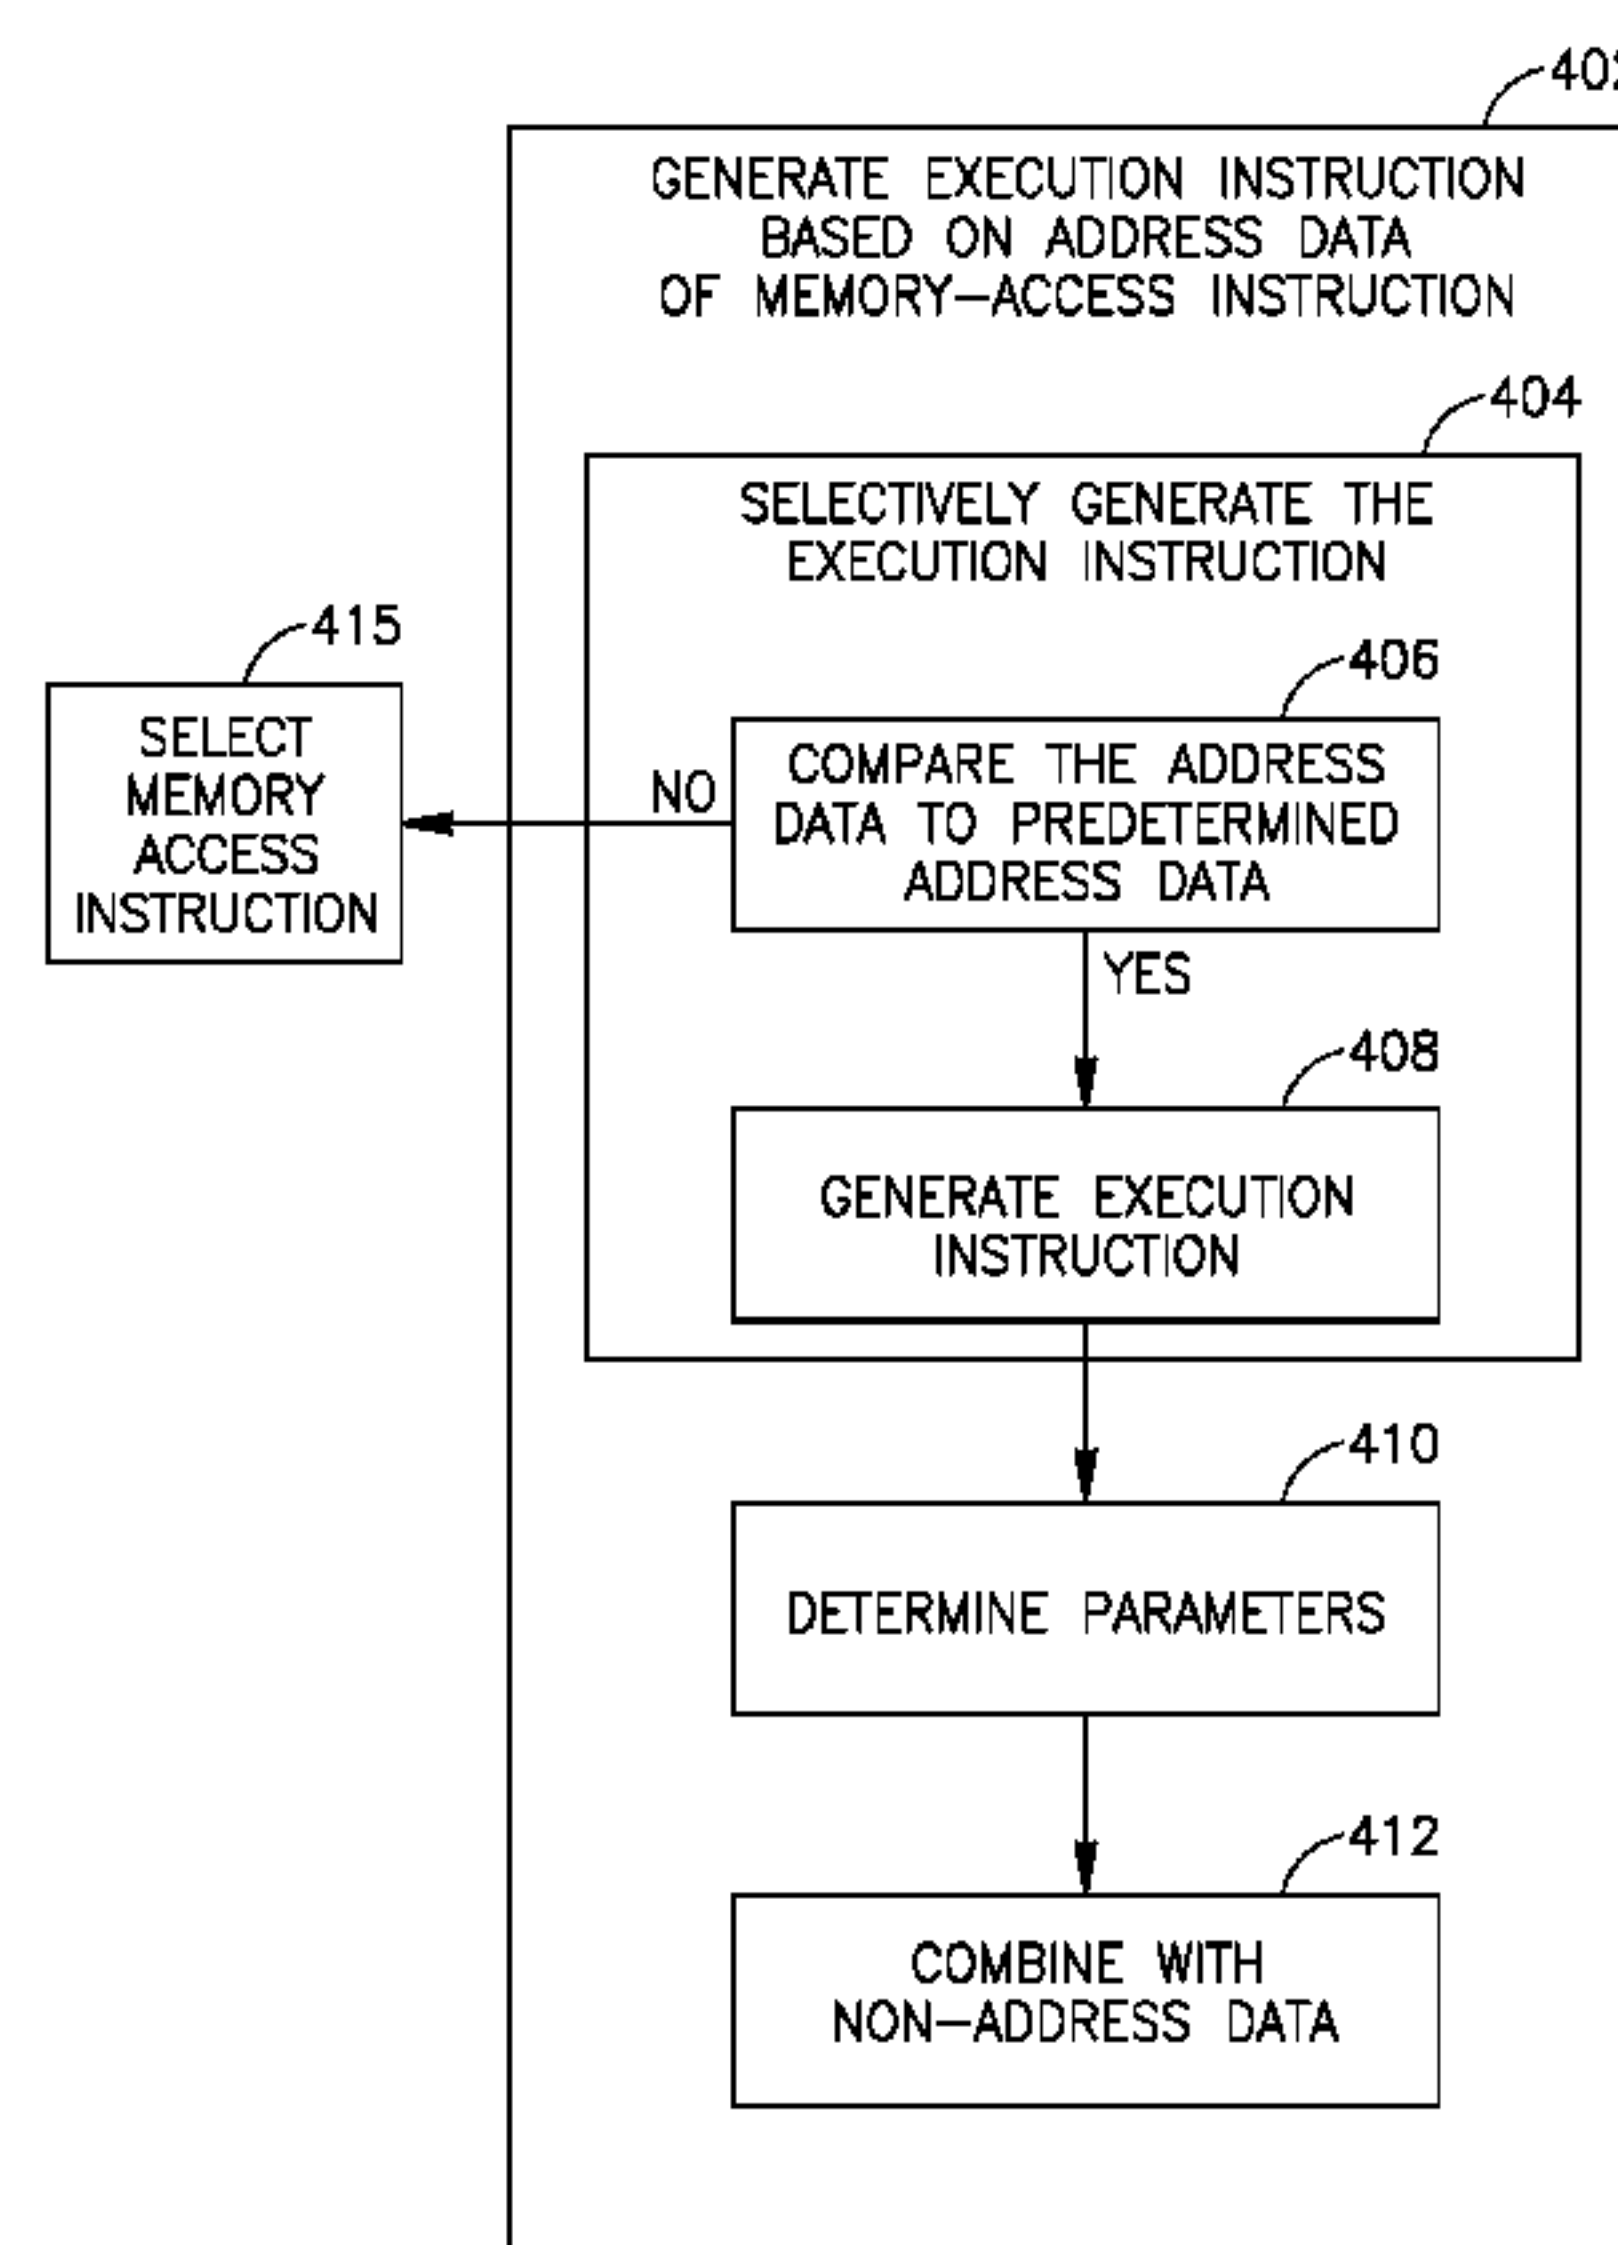 GENERATE EXECUTION INSTRUCTION
BASED ON ADDRESS DATA
OF MEMORY-ACCESS INSTRUCTION
404
SELECTIVELY GENERATE THE
EXECUTION INSTRUCTION
415
SELECT
MEMORY
ACCESS
INSTRUCTION
NO
406
COMPARE THE ADDRESS
DATA TO PREDETERMINED
ADDRESS DATA
YES
408
GENERATE EXECUTION
INSTRUCTION
410
DETERMINE PARAMETERS
412
COMBINE WITH
NON-ADDRESS DATA